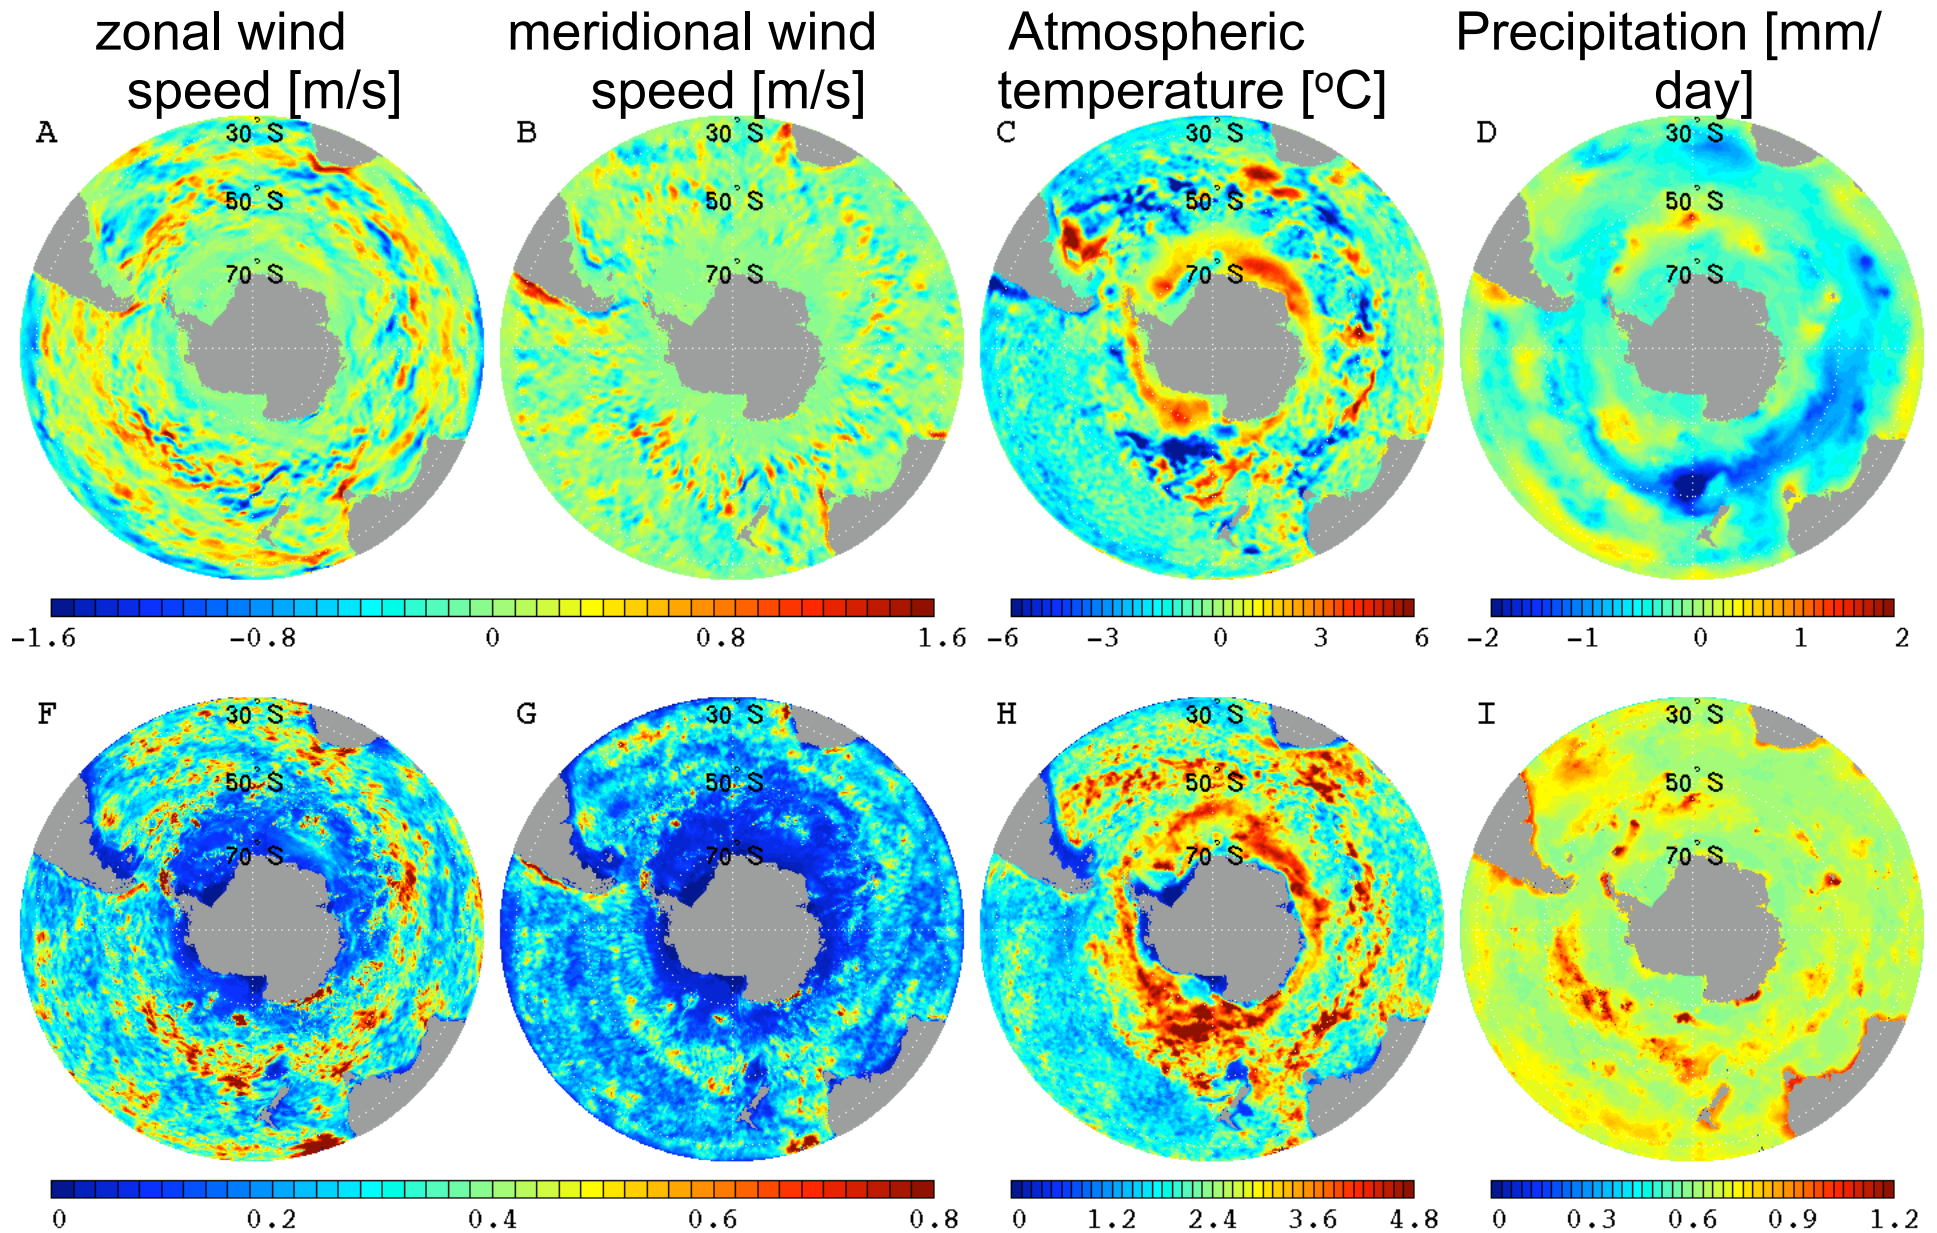 zonal wind
speed [m/s]
meridional wind
speed [m/s]
Atmospheric
temperature [ºC]
Precipitation [mm/
day]
A
30° S
50° S
70° S
B
30° S
50° S
70° S
C
30° S
50° S
70° S
D
30° S
50° S
70° S
-1.6 -0.8 0 0.8 1.6
-6 -3 0 3 6
-2 -1 0 1 2
F
30° S
50° S
70° S
G
30° S
50° S
70° S
H
30° S
50° S
70° S
I
30° S
50° S
70° S
0 0.2 0.4 0.6 0.8
0 1.2 2.4 3.6 4.8
0 0.3 0.6 0.9 1.2